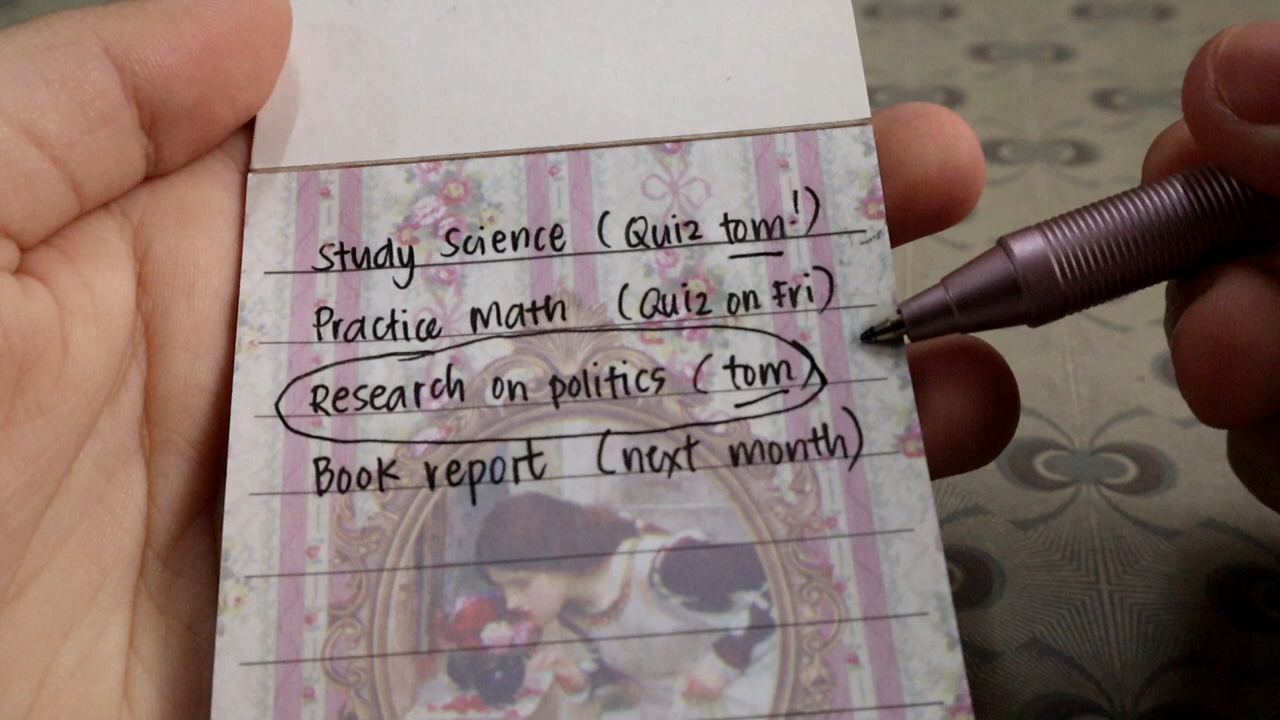 Study Science (Quiz tom!)
Practice math (Quiz on Fri)
Research on politics (tom)
Book report (next month)